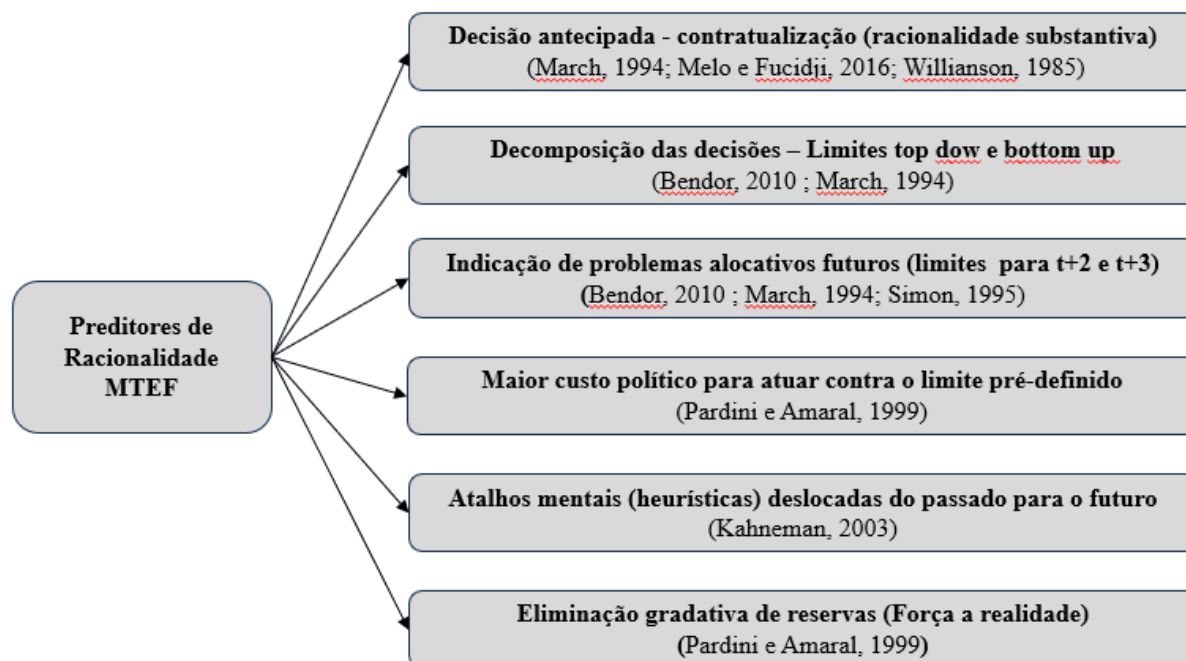 Decisão antecipada - contratualização (racionalidade substantiva)
(March, 1994; Melo e Fucidji, 2016; Willianson, 1985)
Decomposição das decisões – Limites top dow e bottom up
(Bendor, 2010 ; March, 1994)
Indicação de problemas alocativos futuros (limites  para t+2 e t+3)
(Bendor, 2010 ; March, 1994; Simon, 1995)
Preditores de
Racionalidade
MTEF
Maior custo político para atuar contra o limite pré-definido
(Pardini e Amaral, 1999)
Atalhos mentais (heurísticas) deslocadas do passado para o futuro
(Kahneman, 2003)
Eliminação gradativa de reservas (Força a realidade)
(Pardini e Amaral, 1999)